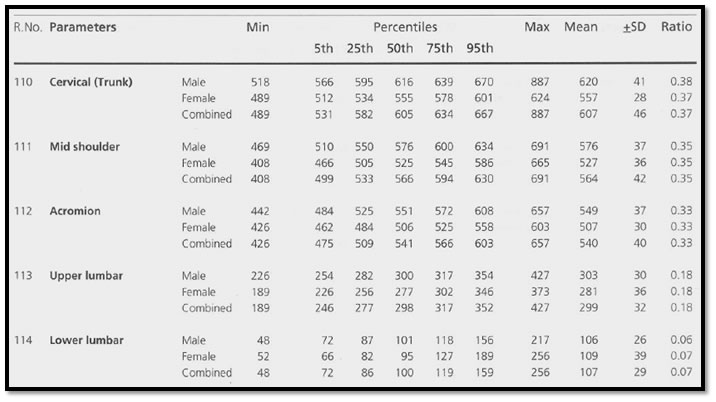 R.No. Parameters Min Percentiles Max Mean ±SD Ratio
5th 25th 50th 75th 95th
110 Cervical (Trunk) Male 518 566 595 616 639 670 887 620 41 0.38
Female 489 512 534 555 578 601 624 557 28 0.37
Combined 489 531 582 605 634 667 887 607 46 0.37
111 Mid shoulder Male 469 510 550 576 600 634 691 576 37 0.35
Female 408 466 505 525 545 586 665 527 36 0.35
Combined 408 499 533 566 594 630 691 564 42 0.35
112 Acromion Male 442 484 525 551 572 608 657 549 37 0.33
Female 426 462 484 506 525 558 603 507 30 0.33
Combined 426 475 509 541 566 603 657 540 40 0.33
113 Upper lumbar Male 226 254 282 300 317 354 427 303 30 0.18
Female 189 226 256 277 302 346 373 281 36 0.18
Combined 189 246 277 298 317 352 427 299 32 0.18
114 Lower lumbar Male 48 72 87 101 118 156 217 106 26 0.06
Female 52 66 82 95 127 189 256 109 39 0.07
Combined 48 72 86 100 119 159 256 107 29 0.07